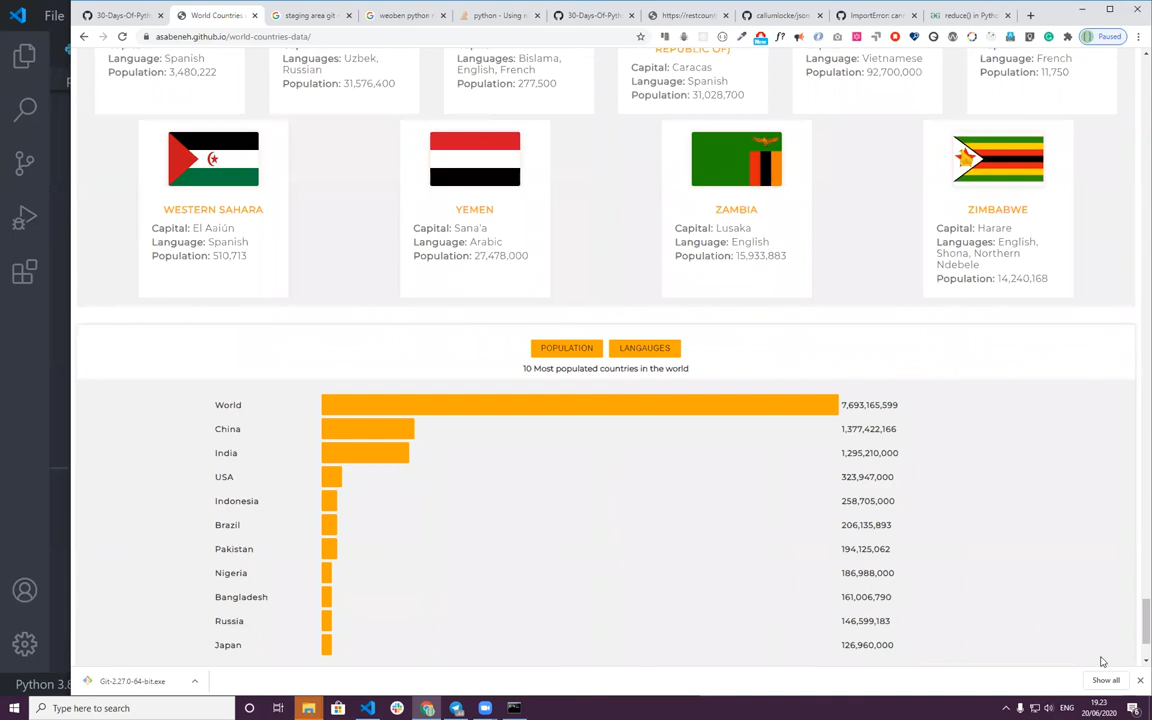 File
30-Days-Of-Pyth
World Countries
staging area git
weoben python
python - Using
30-Days-Of-Pyth
https://restcount
callumlocke/json
ImportError: cann
reduce() in Pytho
asabeneh.github.io/world-countries-data/
New
Paused
Language: Spanish
Population: 3,480,222
Languages: Uzbek,
Russian
Population: 31,576,400
Languages: Bislama,
English, French
Population: 277,500
REPUBLIC OF)
Capital: Caracas
Language: Spanish
Population: 31,028,700
Language: Vietnamese
Population: 92,700,000
Language: French
Population: 11,750
WESTERN SAHARA
Capital: El Aaiún
Language: Spanish
Population: 510,713
YEMEN
Capital: Sana'a
Language: Arabic
Population: 27,478,000
ZAMBIA
Capital: Lusaka
Language: English
Population: 15,933,883
ZIMBABWE
Capital: Harare
Languages: English,
Shona, Northern
Ndebele
Population: 14,240,168
POPULATION LANGAUGES
10 Most populated countries in the world
World 7,693,165,599
China 1,377,422,166
India 1,295,210,000
USA 323,947,000
Indonesia 258,705,000
Brazil 206,135,893
Pakistan 194,125,062
Nigeria 186,988,000
Bangladesh 161,006,790
Russia 146,599,183
Japan 126,960,000
Git-2.27.0-64-bit.exe
Show all
Python 3.8
Type here to search
ENG
19.23
20/06/2020